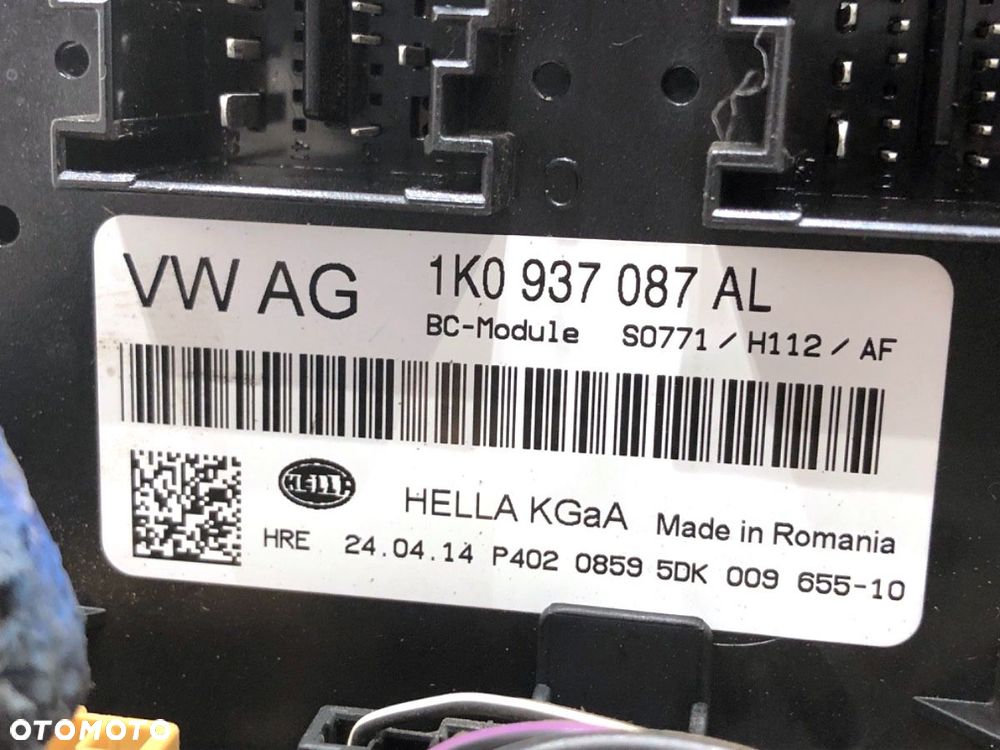 VW AG 1K0 937 087 AL
BC-Module S0771 / H112 / AF
HELLA
HELLA KGaA Made in Romania
HRE 24.04.14 P402 0859 5DK 009 655-10
OTOMOTO